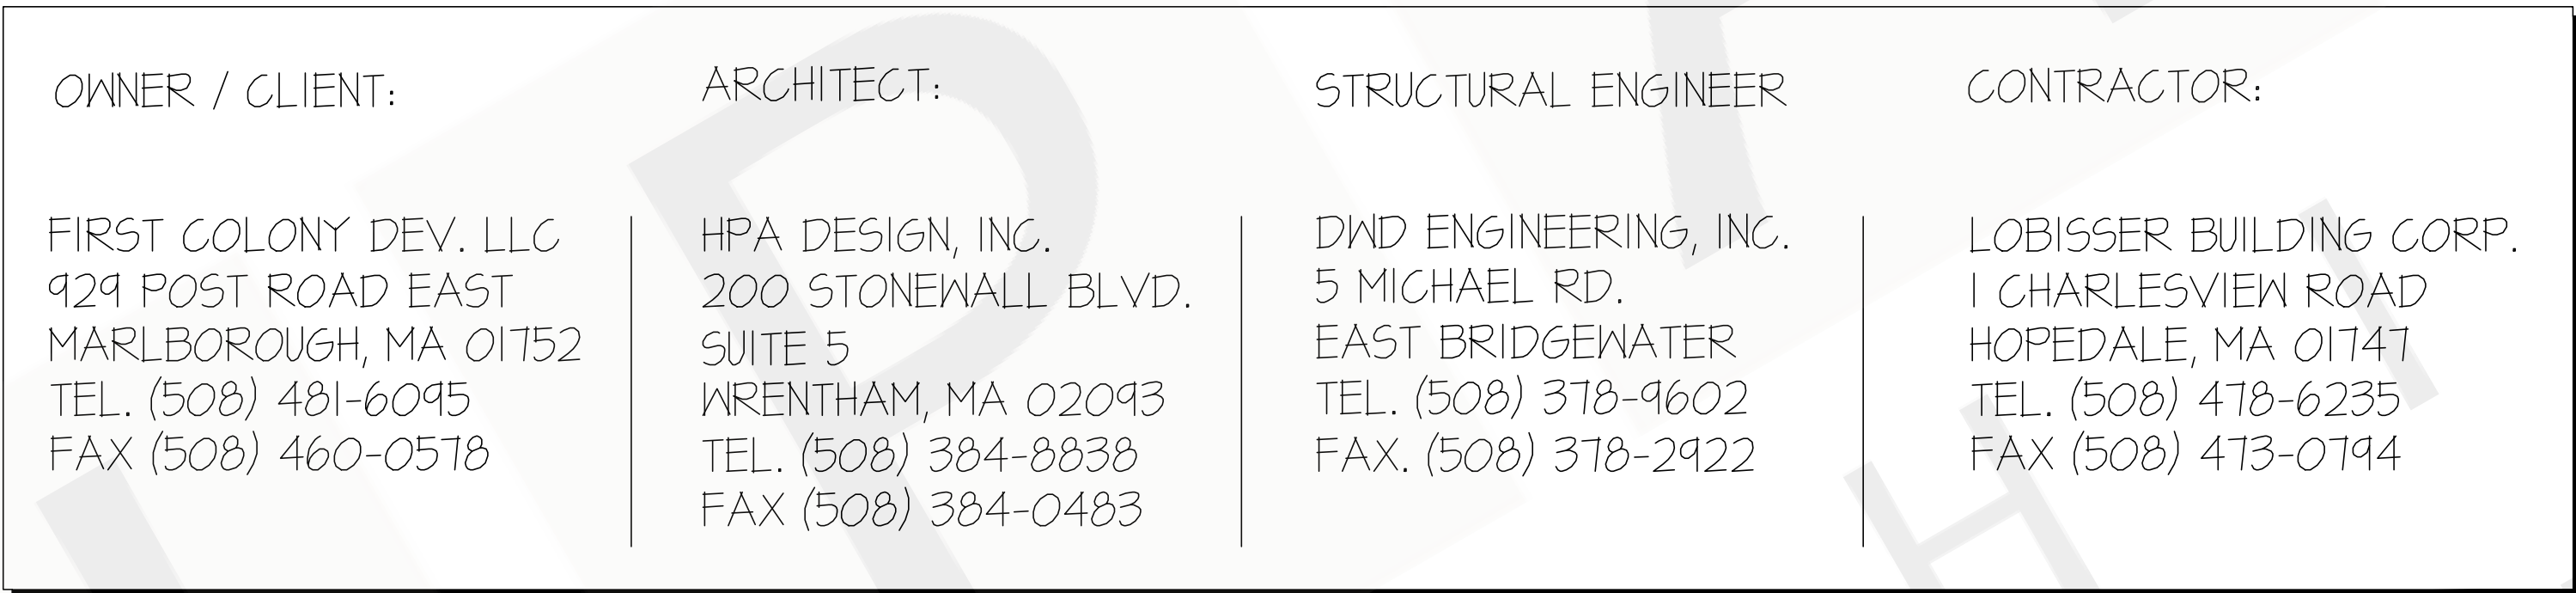 OWNER / CLIENT:
FIRST COLONY DEV. LLC
929 POST ROAD EAST
MARLBOROUGH, MA 01752
TEL. (508) 481-6095
FAX (508) 460-0578
ARCHITECT:
HPA DESIGN, INC.
200 STONEWALL BLVD.
SUITE 5
WRENTHAM, MA 02093
TEL. (508) 384-8838
FAX (508) 384-0483
STRUCTURAL ENGINEER
DWD ENGINEERING, INC.
5 MICHAEL RD.
EAST BRIDGEWATER
TEL. (508) 378-9602
FAX. (508) 378-2922
CONTRACTOR:
LOBISSER BUILDING CORP.
1 CHARLESVIEW ROAD
HOPEDALE, MA 01747
TEL. (508) 478-6235
FAX (508) 473-0794